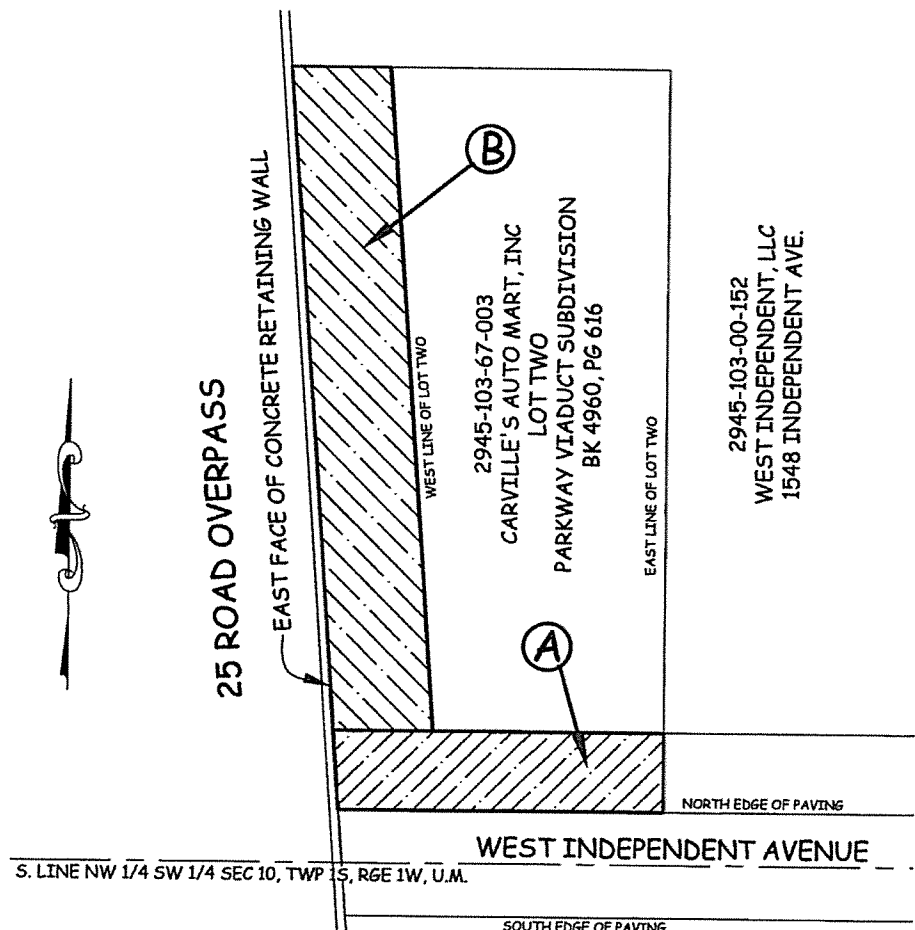 B
25 ROAD OVERPASS
EAST FACE OF CONCRETE RETAINING WALL
WEST LINE OF LOT TWO
2945-103-67-003
CARVILLE'S AUTO MART, INC
LOT TWO
PARKWAY VIADUCT SUBDIVISION
BK 4960, PG 616
EAST LINE OF LOT TWO
2945-103-00-152
WEST INDEPENDENT, LLC
1548 INDEPENDENT AVE.
A
NORTH EDGE OF PAVING
WEST INDEPENDENT AVENUE
S. LINE NW 1/4 SW 1/4 SEC 10, TWP 1S, RGE 1W, U.M.
SOUTH EDGE OF PAVING